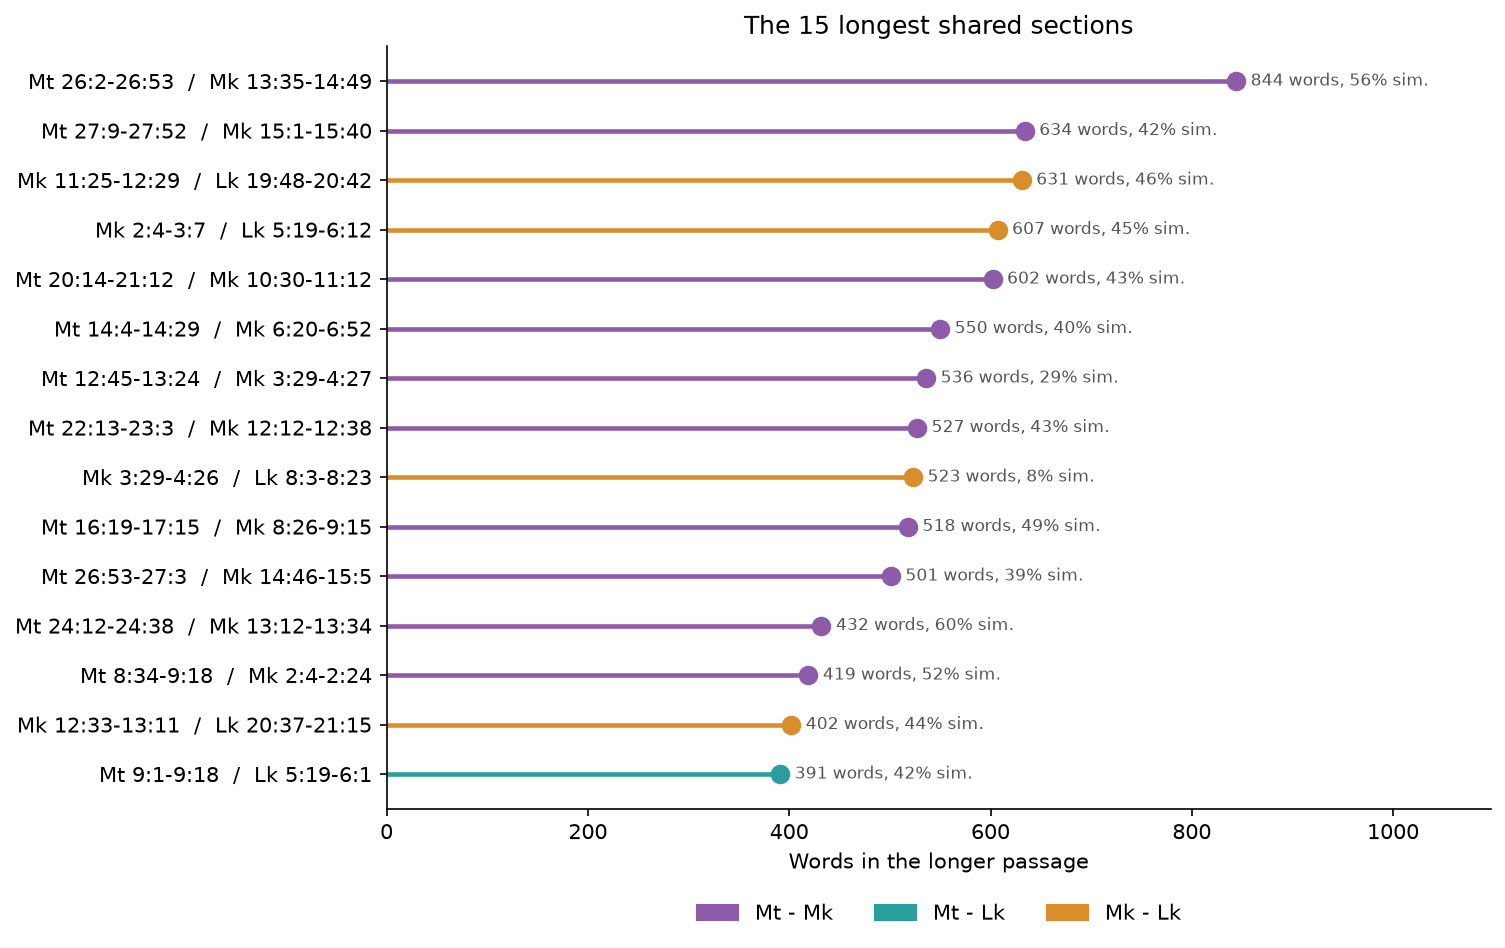 The 15 longest shared sections
Mt 26:2-26:53 / Mk 13:35-14:49 844 words, 56% sim.
Mt 27:9-27:52 / Mk 15:1-15:40 634 words, 42% sim.
Mk 11:25-12:29 / Lk 19:48-20:42 631 words, 46% sim.
Mk 2:4-3:7 / Lk 5:19-6:12 607 words, 45% sim.
Mt 20:14-21:12 / Mk 10:30-11:12 602 words, 43% sim.
Mt 14:4-14:29 / Mk 6:20-6:52 550 words, 40% sim.
Mt 12:45-13:24 / Mk 3:29-4:27 536 words, 29% sim.
Mt 22:13-23:3 / Mk 12:12-12:38 527 words, 43% sim.
Mk 3:29-4:26 / Lk 8:3-8:23 523 words, 8% sim.
Mt 16:19-17:15 / Mk 8:26-9:15 518 words, 49% sim.
Mt 26:53-27:3 / Mk 14:46-15:5 501 words, 39% sim.
Mt 24:12-24:38 / Mk 13:12-13:34 432 words, 60% sim.
Mt 8:34-9:18 / Mk 2:4-2:24 419 words, 52% sim.
Mk 12:33-13:11 / Lk 20:37-21:15 402 words, 44% sim.
Mt 9:1-9:18 / Lk 5:19-6:1 391 words, 42% sim.
0 200 400 600 800 1000
Words in the longer passage
Mt - Mk Mt - Lk Mk - Lk